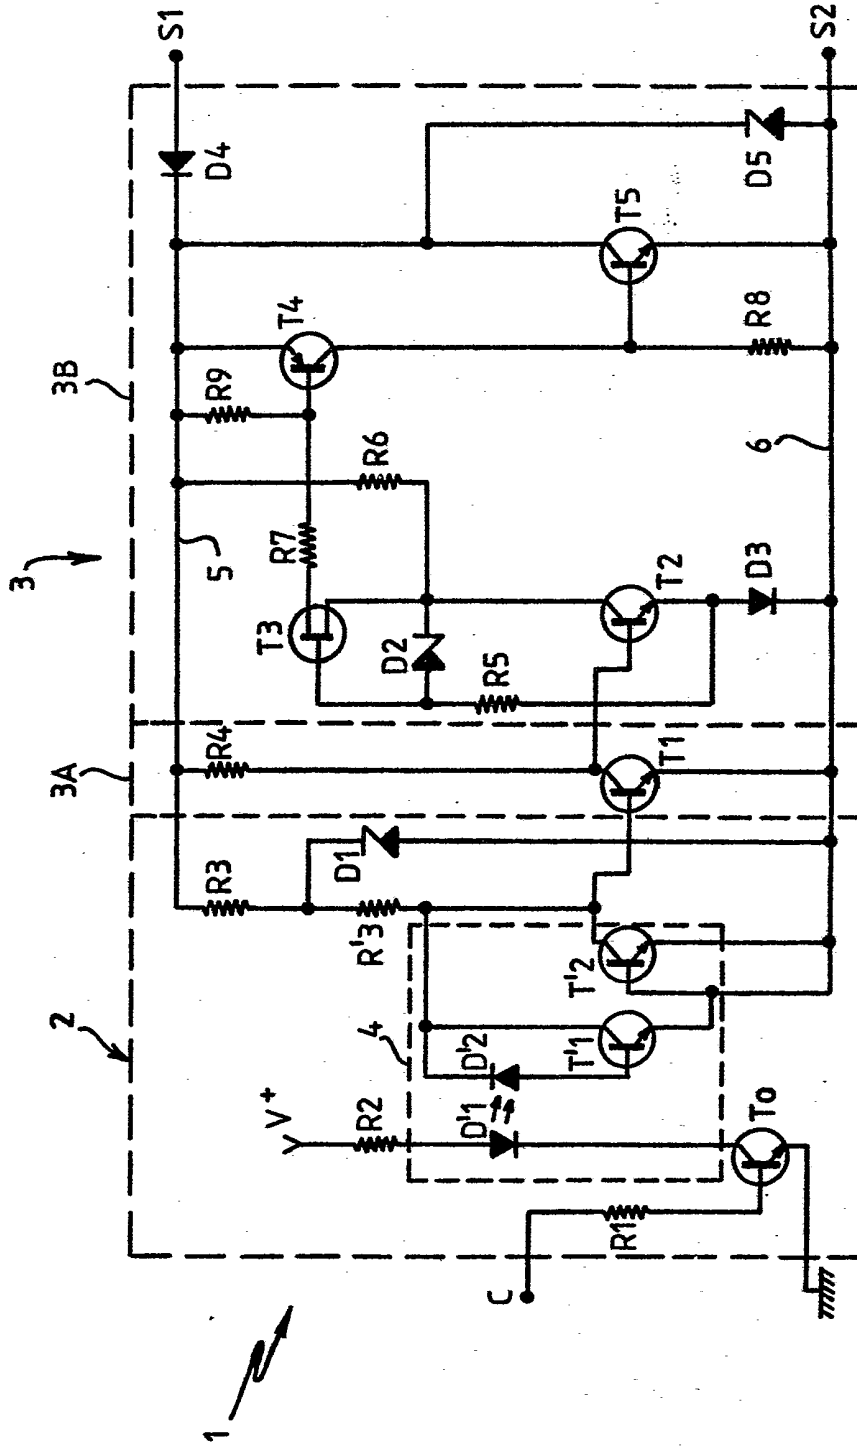 1
C
R1
To
V+
R2
D'1
D'2
T'1
T'2
4
2
R3
R'3
D1
3
3A
R4
T1
3B
5
T3
R7
D2
R5
T2
D3
R6
R9
T4
6
R8
T5
D4
D5
S1
S2